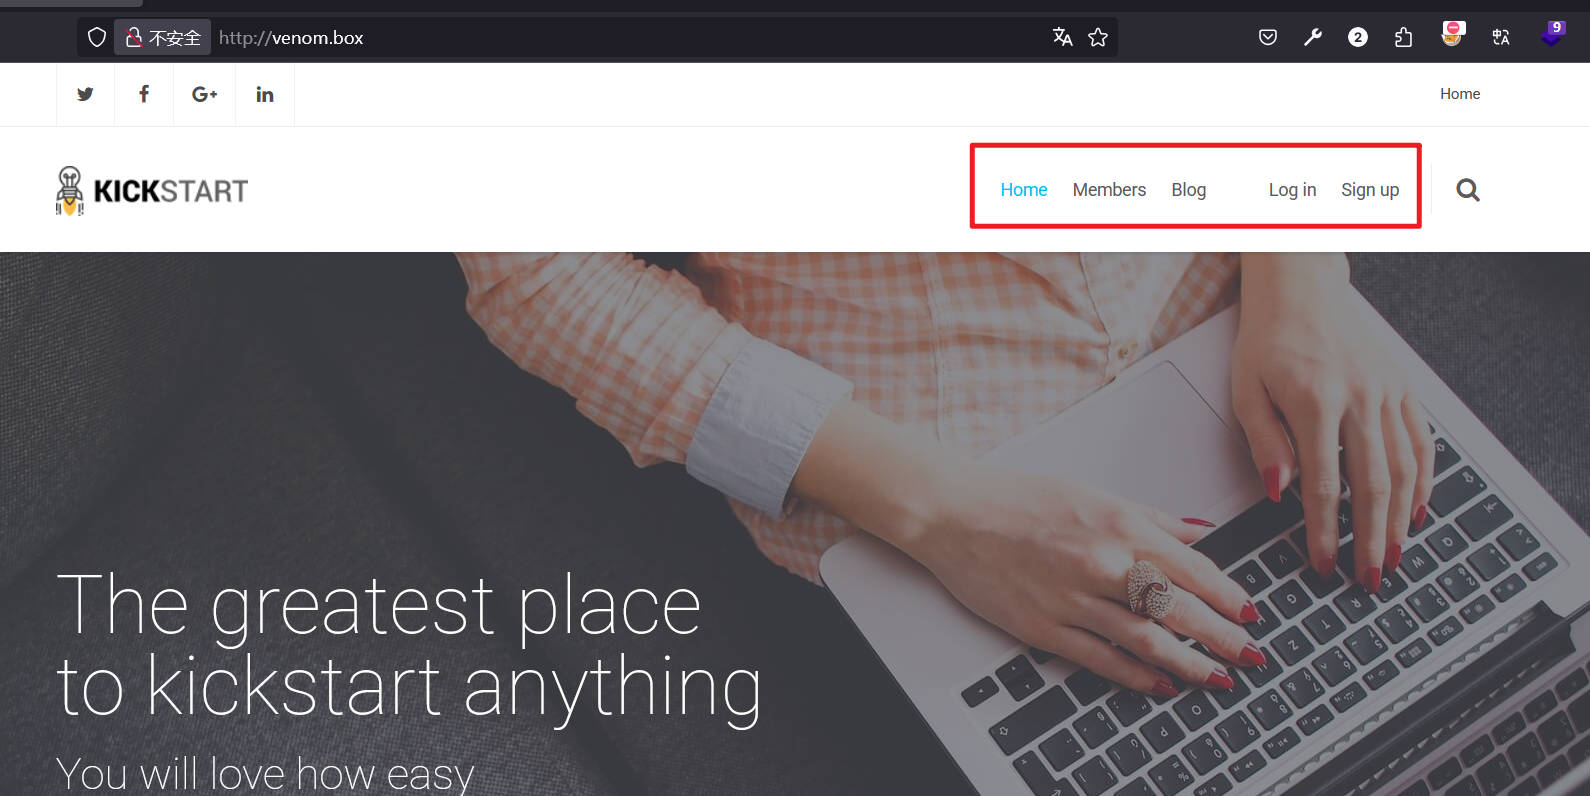 不安全 http://venom.box
2
9
Home
KICKSTART
Home Members Blog Log in Sign up
The greatest place
to kickstart anything
You will love how easy